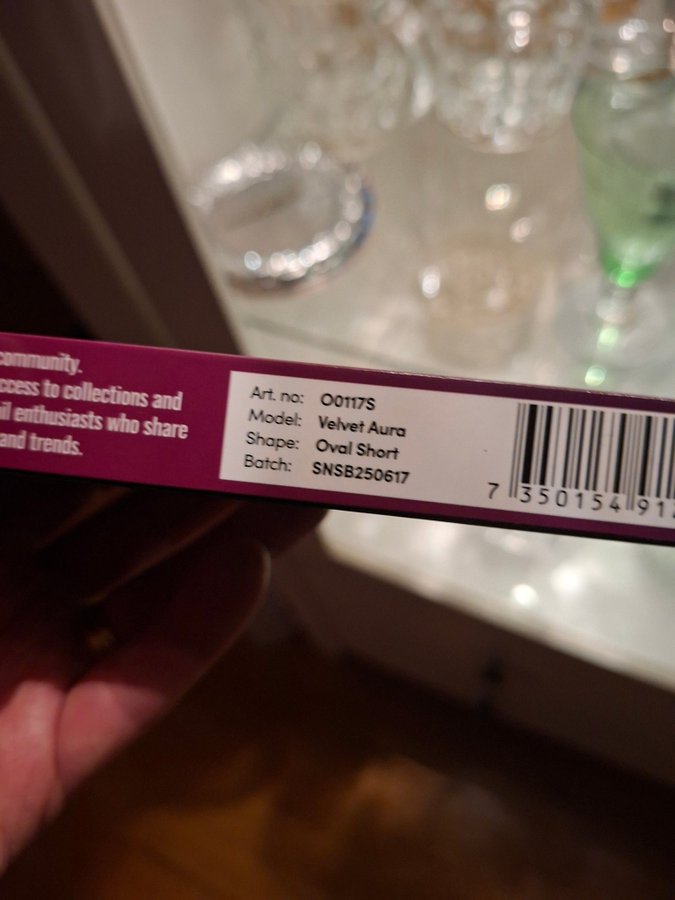 community.
ccess to collections and
il enthusiasts who share
and trends.
Art. no: O0117S
Model: Velvet Aura
Shape: Oval Short
Batch: SNSB250617
7 350154 912